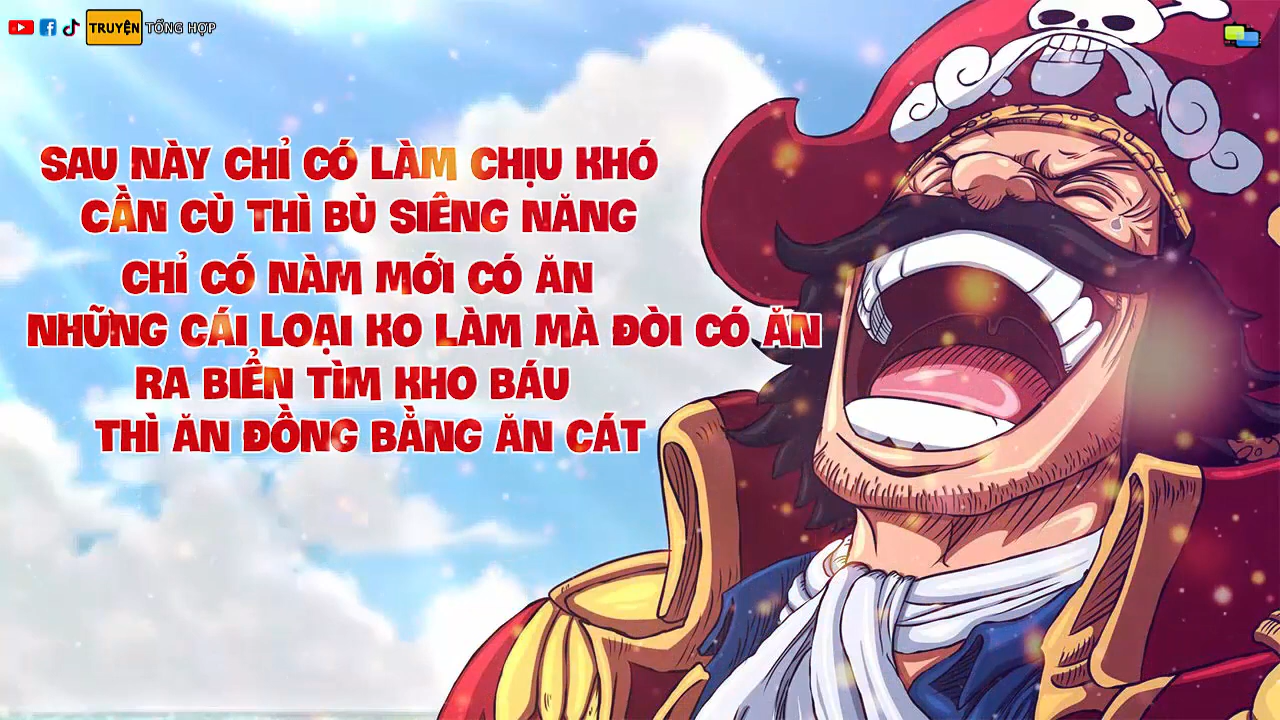 TRUYỆN TỔNG HỢP
SAU NÀY CHỈ CÓ LÀM CHỊU KHÓ
CẦN CÙ THÌ BÙ SIÊNG NĂNG
CHỈ CÓ NÀM MỚI CÓ ĂN
NHỮNG CÁI LOẠI KO LÀM MÀ ĐÒI CÓ ĂN
RA BIỂN TÌM KHO BÁU
THÌ ĂN ĐỒNG BẰNG ĂN CÁT